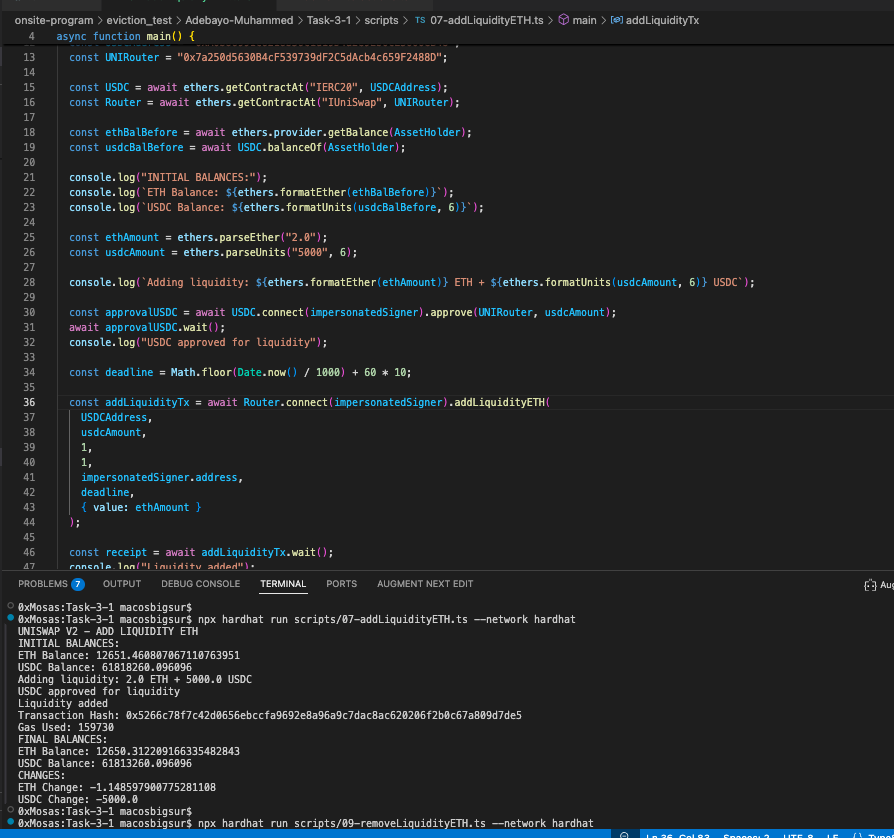 onsite-program > eviction_test > Adebayo-Muhammed > Task-3-1 > scripts > TS 07-addLiquidityETH.ts > main > addLiquidityTx
4 async function main() {
13 const UNIRouter = "0x7a250d5630B4cF539739dF2C5dAcb4c659F2488D";
14
15 const USDC = await ethers.getContractAt("IERC20", USDCAddress);
16 const Router = await ethers.getContractAt("IUniSwap", UNIRouter);
17
18 const ethBalBefore = await ethers.provider.getBalance(AssetHolder);
19 const usdcBalBefore = await USDC.balanceOf(AssetHolder);
20
21 console.log("INITIAL BALANCES:");
22 console.log(`ETH Balance: ${ethers.formatEther(ethBalBefore)}`);
23 console.log(`USDC Balance: ${ethers.formatUnits(usdcBalBefore, 6)}`);
24
25 const ethAmount = ethers.parseEther("2.0");
26 const usdcAmount = ethers.parseUnits("5000", 6);
27
28 console.log(`Adding liquidity: ${ethers.formatEther(ethAmount)} ETH + ${ethers.formatUnits(usdcAmount, 6)} USDC`);
29
30 const approvalUSDC = await USDC.connect(impersonatedSigner).approve(UNIRouter, usdcAmount);
31 await approvalUSDC.wait();
32 console.log("USDC approved for liquidity");
33
34 const deadline = Math.floor(Date.now() / 1000) + 60 * 10;
35
36 const addLiquidityTx = await Router.connect(impersonatedSigner).addLiquidityETH(
37 USDCAddress,
38 usdcAmount,
39 1,
40 1,
41 impersonatedSigner.address,
42 deadline,
43 { value: ethAmount }
44 );
45
46 const receipt = await addLiquidityTx.wait();
47 console.log("Liquidity added");
PROBLEMS 7 OUTPUT DEBUG CONSOLE TERMINAL PORTS AUGMENT NEXT EDIT Aug
0xMosas:Task-3-1 macosbigsur$
0xMosas:Task-3-1 macosbigsur$ npx hardhat run scripts/07-addLiquidityETH.ts --network hardhat
UNISWAP V2 - ADD LIQUIDITY ETH
INITIAL BALANCES:
ETH Balance: 12651.460807067110763951
USDC Balance: 61818260.096096
Adding liquidity: 2.0 ETH + 5000.0 USDC
USDC approved for liquidity
Liquidity added
Transaction Hash: 0x5266c78f7c42d0656ebccfa9692e8a96a9c7dac8ac620206f2b0c67a809d7de5
Gas Used: 159730
FINAL BALANCES:
ETH Balance: 12650.312209166335482843
USDC Balance: 61813260.096096
CHANGES:
ETH Change: -1.148597900775281108
USDC Change: -5000.0
0xMosas:Task-3-1 macosbigsur$
0xMosas:Task-3-1 macosbigsur$ npx hardhat run scripts/09-removeLiquidityETH.ts --network hardhat
Ln 36, Col 83 Spaces: 2 UTF-8 LF {} Type